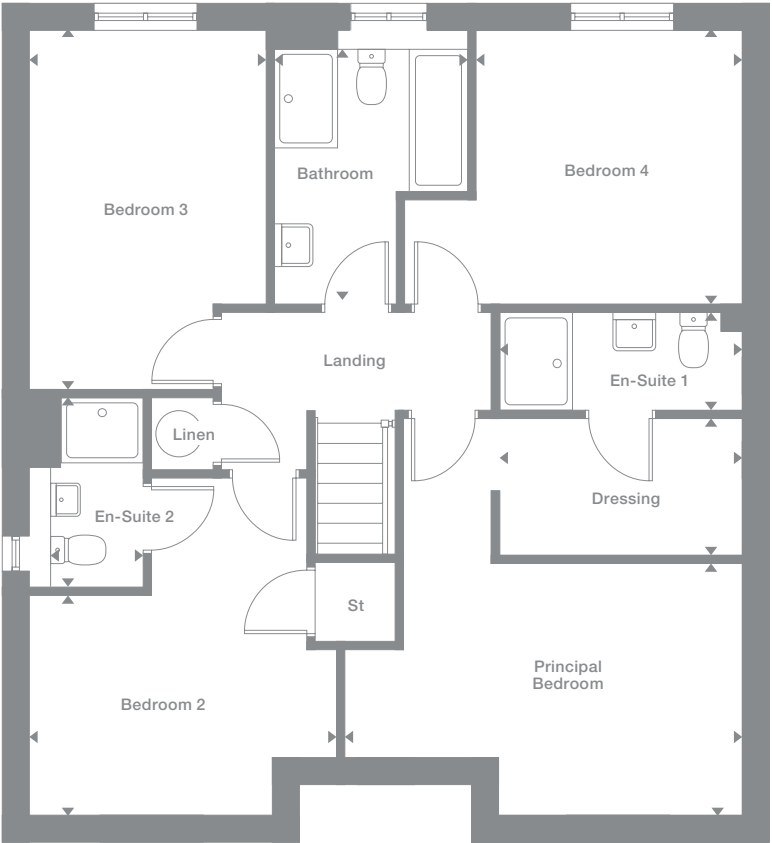 Bathroom
Bedroom 4
Bedroom 3
Landing
En-Suite 1
Linen
Dressing
En-Suite 2
St
Principal
Bedroom
Bedroom 2